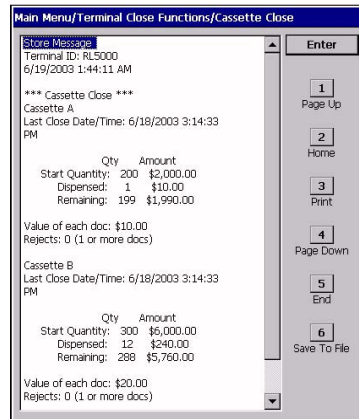 Main Menu/Terminal Close Functions/Cassette Close
Store Message
Terminal ID: RL5000
6/19/2003 1:44:11 AM
*** Cassette Close ***
Cassette A
Last Close Date/Time: 6/18/2003 3:14:33
PM
Qty Amount
Start Quantity: 200 $2,000.00
Dispensed: 1 $10.00
Remaining: 199 $1,990.00
Value of each doc: $10.00
Rejects: 0 (1 or more docs)
Cassette B
Last Close Date/Time: 6/18/2003 3:14:33
PM
Qty Amount
Start Quantity: 300 $6,000.00
Dispensed: 12 $240.00
Remaining: 288 $5,760.00
Value of each doc: $20.00
Rejects: 0 (1 or more docs)
Enter
1
Page Up
2
Home
3
Print
4
Page Down
5
End
6
Save To File